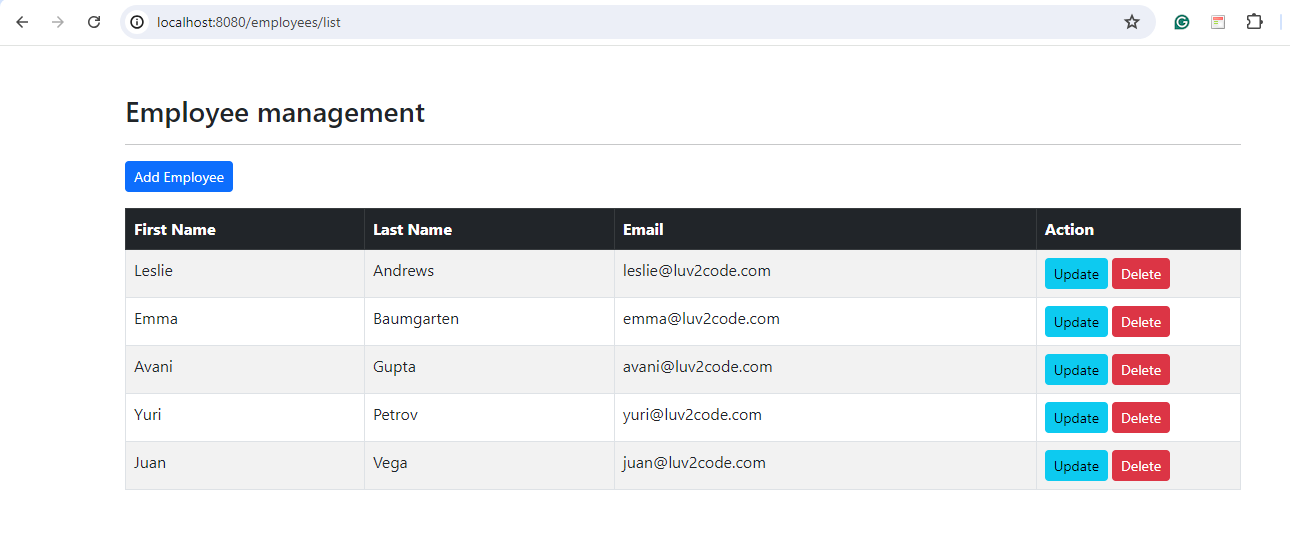 localhost:8080/employees/list
Employee management
Add Employee
First Name Last Name Email Action
Leslie Andrews leslie@luv2code.com Update Delete
Emma Baumgarten emma@luv2code.com Update Delete
Avani Gupta avani@luv2code.com Update Delete
Yuri Petrov yuri@luv2code.com Update Delete
Juan Vega juan@luv2code.com Update Delete